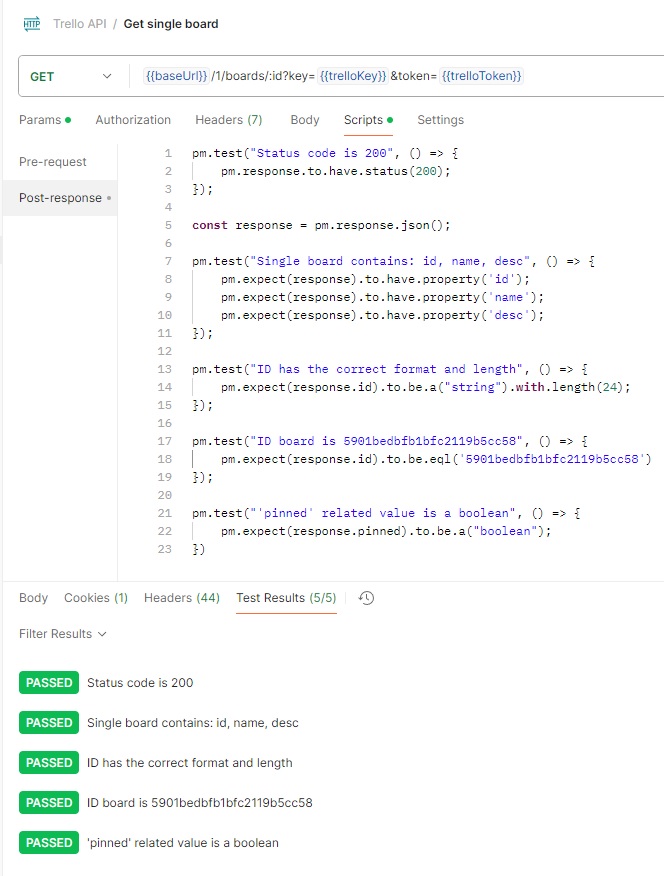 HTTP Trello API / Get single board
GET {{baseUrl}} /1/boards/:id?key= {{trelloKey}} &token= {{trelloToken}}
Params Authorization Headers (7) Body Scripts Settings
Pre-request
Post-response
1 pm.test("Status code is 200", () => {
2 pm.response.to.have.status(200);
3 });
4
5 const response = pm.response.json();
6
7 pm.test("Single board contains: id, name, desc", () => {
8 pm.expect(response).to.have.property('id');
9 pm.expect(response).to.have.property('name');
10 pm.expect(response).to.have.property('desc');
11 });
12
13 pm.test("ID has the correct format and length", () => {
14 pm.expect(response.id).to.be.a("string").with.length(24);
15 });
16
17 pm.test("ID board is 5901bedbfb1bfc2119b5cc58", () => {
18 pm.expect(response.id).to.be.eql('5901bedbfb1bfc2119b5cc58')
19 });
20
21 pm.test("'pinned' related value is a boolean", () => {
22 pm.expect(response.pinned).to.be.a("boolean");
23 })
Body Cookies (1) Headers (44) Test Results (5/5)
Filter Results
PASSED Status code is 200
PASSED Single board contains: id, name, desc
PASSED ID has the correct format and length
PASSED ID board is 5901bedbfb1bfc2119b5cc58
PASSED 'pinned' related value is a boolean